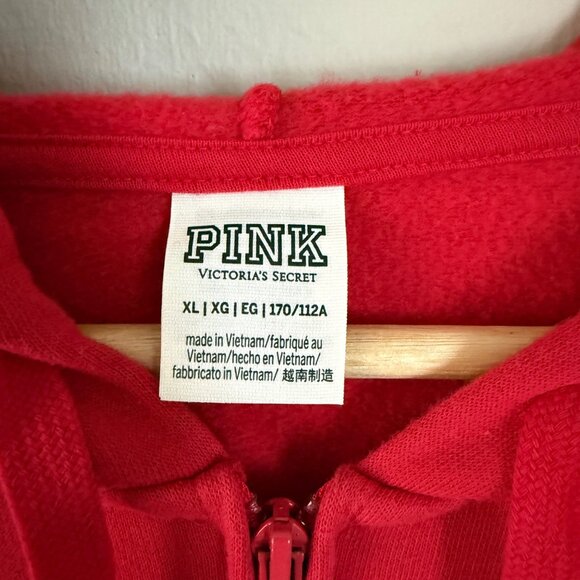 PINK
VICTORIA'S SECRET
XL | XG | EG | 170/112A
made in Vietnam/fabriqué au
Vietnam/hecho en Vietnam/
fabbricato in Vietnam/ 越南制造